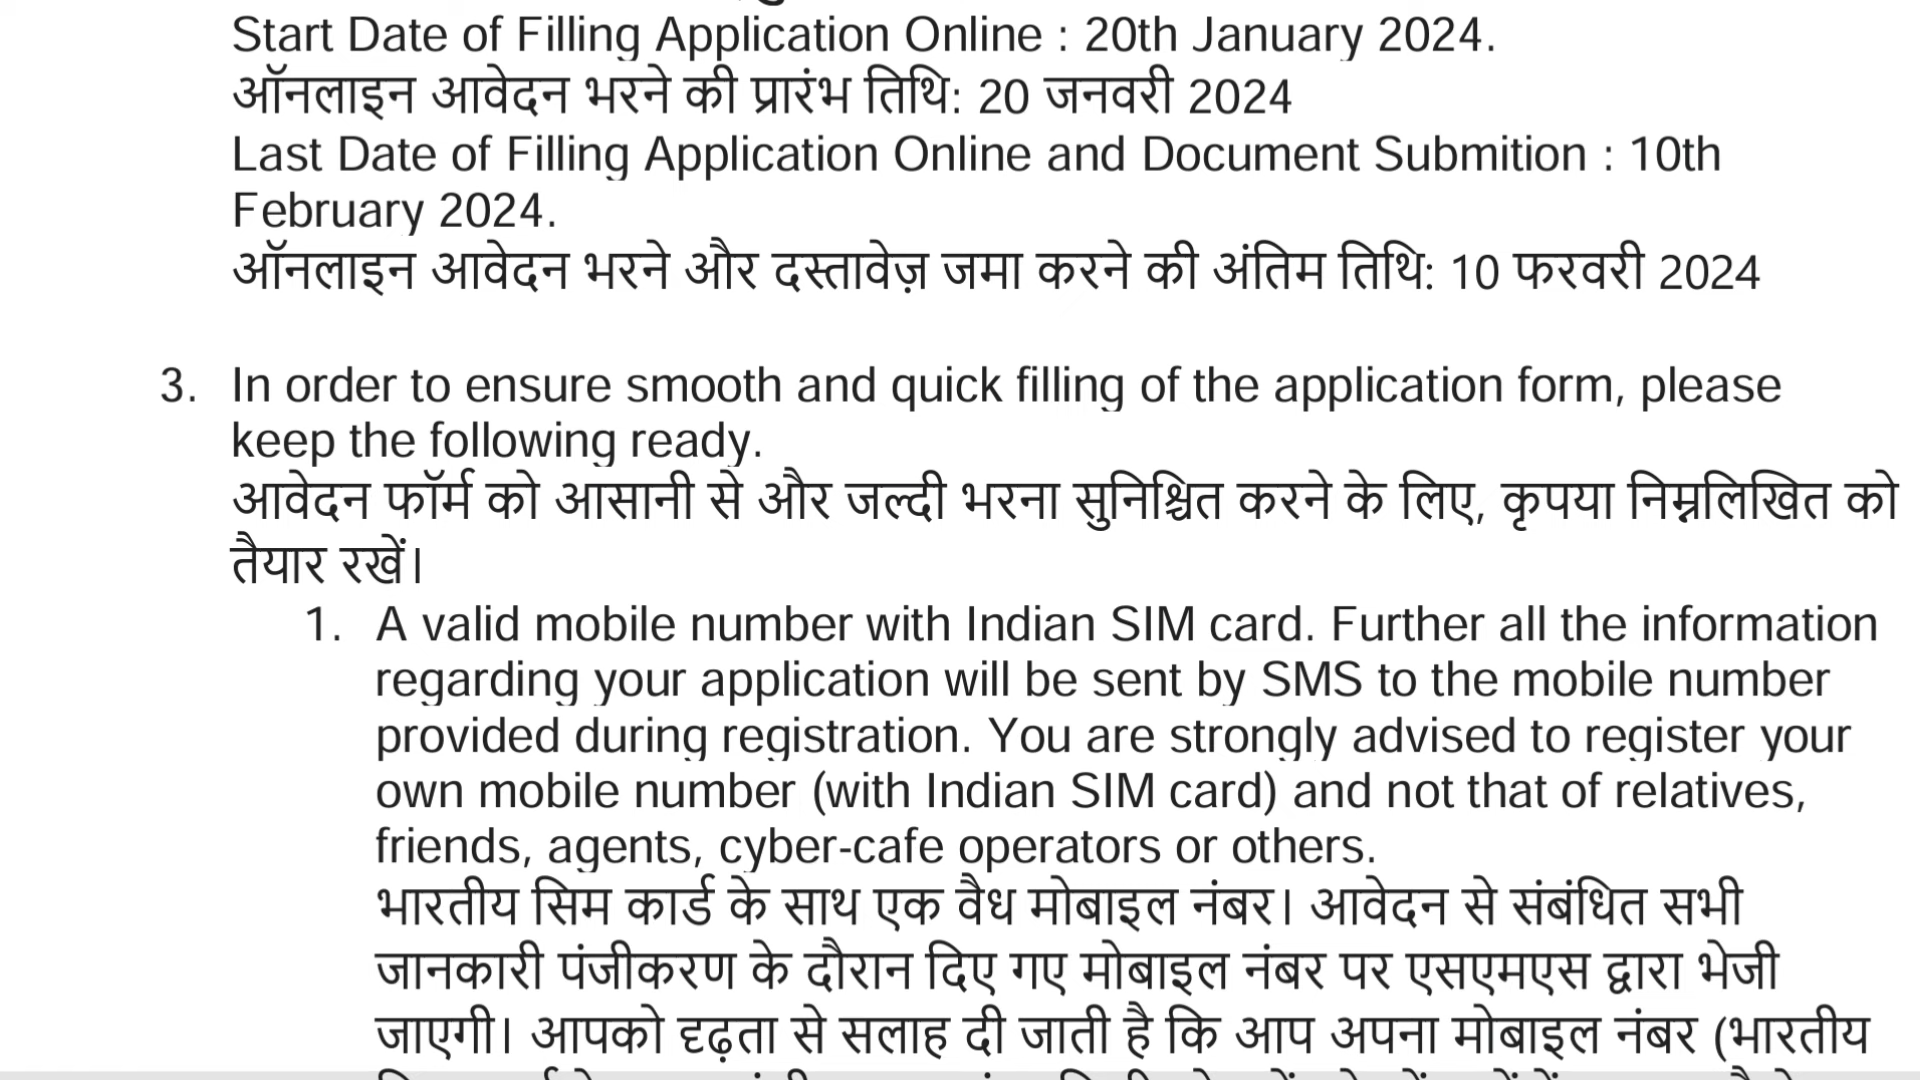 Start Date of Filling Application Online : 20th January 2024.
ऑनलाइन आवेदन भरने की प्रारंभ तिथि: 20 जनवरी 2024
Last Date of Filling Application Online and Document Submition : 10th
February 2024.
ऑनलाइन आवेदन भरने और दस्तावेज़ जमा करने की अंतिम तिथि: 10 फरवरी 2024
3. In order to ensure smooth and quick filling of the application form, please
keep the following ready.
आवेदन फॉर्म को आसानी से और जल्दी भरना सुनिश्चित करने के लिए, कृपया निम्नलिखित को
तैयार रखें।
1. A valid mobile number with Indian SIM card. Further all the information
regarding your application will be sent by SMS to the mobile number
provided during registration. You are strongly advised to register your
own mobile number (with Indian SIM card) and not that of relatives,
friends, agents, cyber-cafe operators or others.
भारतीय सिम कार्ड के साथ एक वैध मोबाइल नंबर। आवेदन से संबंधित सभी
जानकारी पंजीकरण के दौरान दिए गए मोबाइल नंबर पर एसएमएस द्वारा भेजी
जाएगी। आपको दृढ़ता से सलाह दी जाती है कि आप अपना मोबाइल नंबर (भारतीय